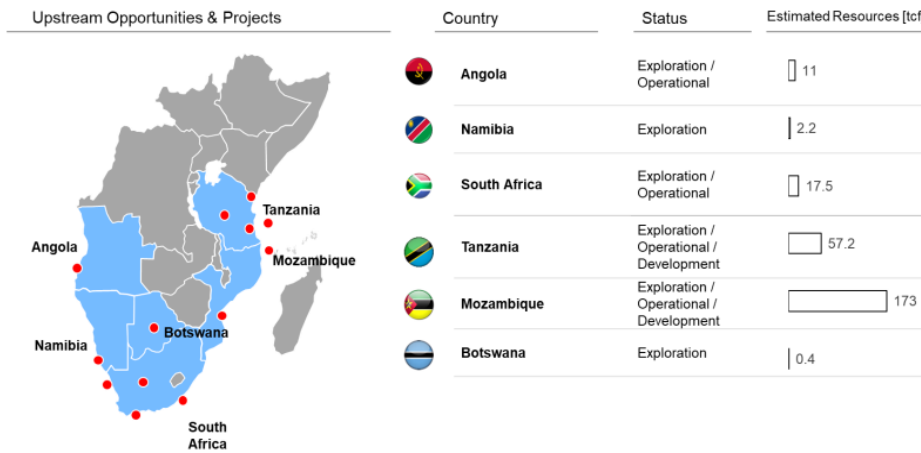 Upstream Opportunities & Projects
Country
Status
Estimated Resources [tcf
Angola
Exploration /
Operational
11
Namibia
Exploration
2.2
South Africa
Exploration /
Operational
17.5
Tanzania
Exploration /
Operational /
Development
57.2
Mozambique
Exploration /
Operational /
Development
173
Botswana
Exploration
0.4
Tanzania
Angola
Mozambique
Botswana
Namibia
South
Africa